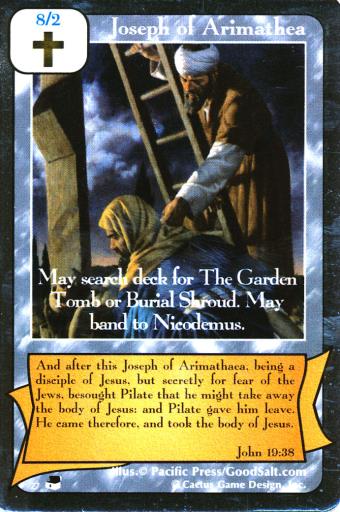 Joseph of Arimathea
8/2
May search deck for The Garden
Tomb or Burial Shroud. May
band to Nicodemus.
And after this Joseph of Arimathaea, being a
disciple of Jesus, but secretly for fear of the
Jews, besought Pilate that he might take away
the body of Jesus: and Pilate gave him leave.
He came therefore, and took the body of Jesus.
John 19:38
Illus.© Pacific Press/GoodSalt.com
© Cactus Game Design, Inc.